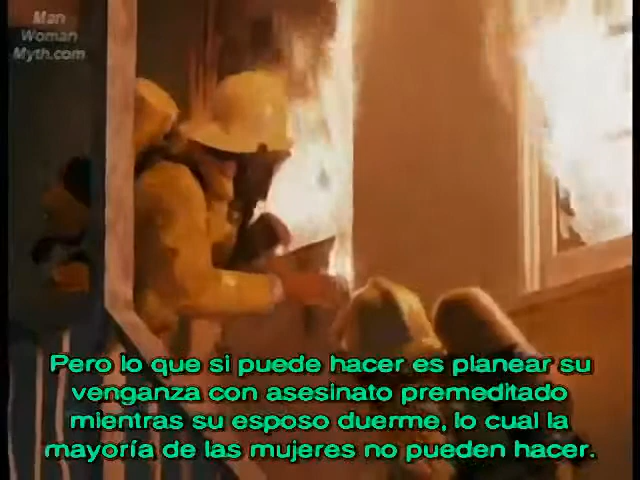 Man
Woman
Myth.com
Pero lo que si puede hacer es planear su
venganza con asesinato premeditado
mientras su esposo duerme, lo cual la
mayoría de las mujeres no pueden hacer.